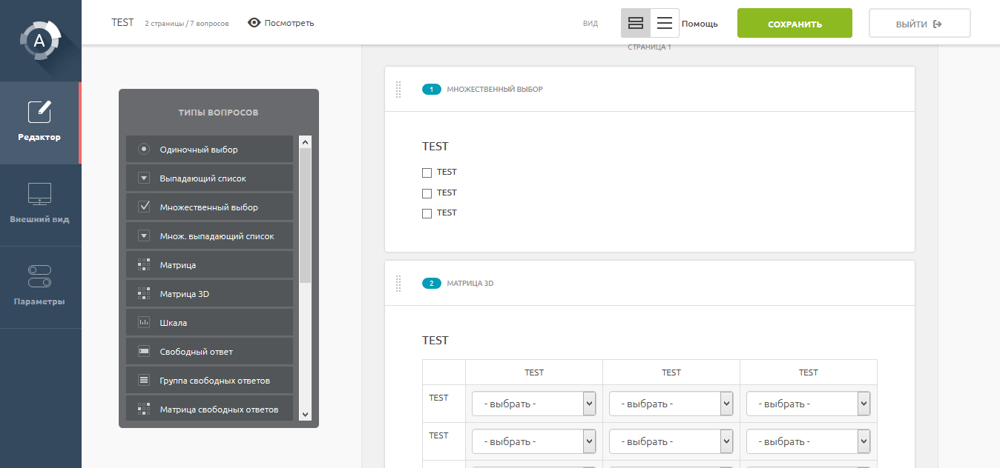 A
Редактор
Внешний вид
Параметры
TEST 2 страницы / 7 вопросов Посмотреть ВИД Помощь СОХРАНИТЬ ВЫЙТИ
ТИПЫ ВОПРОСОВ
Одиночный выбор
Выпадающий список
Множественный выбор
Множ. выпадающий список
Матрица
Матрица 3D
Шкала
Свободный ответ
Группа свободных ответов
Матрица свободных ответов
СТРАНИЦА 1
1 МНОЖЕСТВЕННЫЙ ВЫБОР
TEST
TEST
TEST
TEST
2 МАТРИЦА 3D
TEST
TEST TEST TEST
TEST - выбрать - - выбрать - - выбрать -
TEST - выбрать - - выбрать - - выбрать -